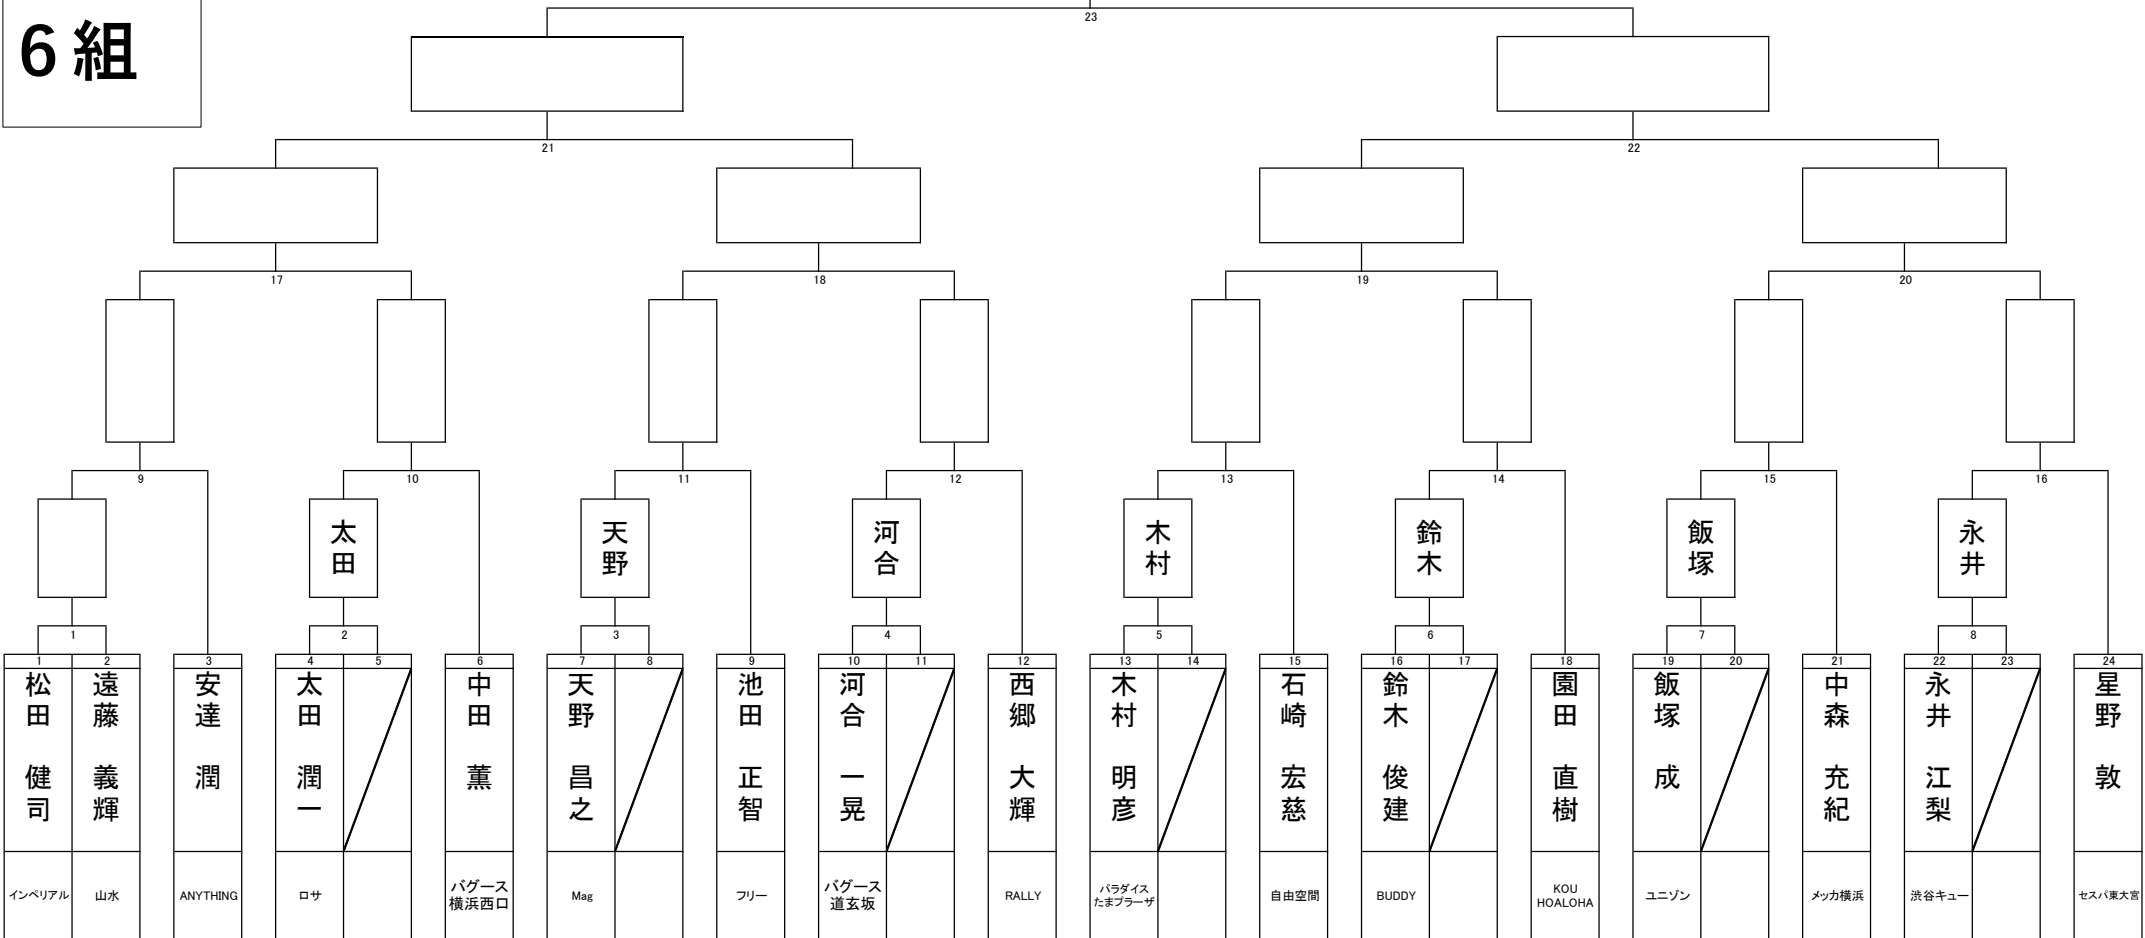 6組
23
21
22
17
18
19
20
9
10
11
12
13
14
15
16
太田
天野
河合
木村
鈴木
飯塚
永井
1
2
3
4
5
6
7
8
1
2
3
4
5
6
7
8
9
10
11
12
13
14
15
16
17
18
19
20
21
22
23
24
松田 健司
遠藤 義輝
安達 潤
太田 潤一
中田 薫
天野 昌之
池田 正智
河合 一晃
西郷 大輝
木村 明彦
石崎 宏慈
鈴木 俊建
園田 直樹
飯塚 成
中森 充紀
永井 江梨
星野 敦
インペリアル
山水
ANYTHING
ロサ
バグース
横浜西口
Mag
フリー
バグース
道玄坂
RALLY
パラダイス
たまプラーザ
自由空間
BUDDY
KOU
HOALOHA
ユニゾン
メッカ横浜
渋谷キュー
セスパ東大宮